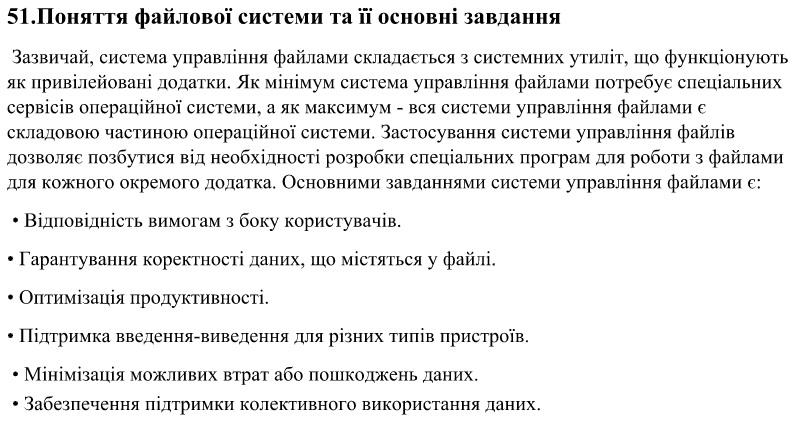 51.Поняття файлової системи та її основні завдання
Зазвичай, система управління файлами складається з системних утиліт, що функціонують
як привілейовані додатки. Як мінімум система управління файлами потребує спеціальних
сервісів операційної системи, а як максимум - вся системи управління файлами є
складовою частиною операційної системи. Застосування системи управління файлів
дозволяє позбутися від необхідності розробки спеціальних програм для роботи з файлами
для кожного окремого додатка. Основними завданнями системи управління файлами є:
• Відповідність вимогам з боку користувачів.
• Гарантування коректності даних, що містяться у файлі.
• Оптимізація продуктивності.
• Підтримка введення-виведення для різних типів пристроїв.
• Мінімізація можливих втрат або пошкоджень даних.
• Забезпечення підтримки колективного використання даних.